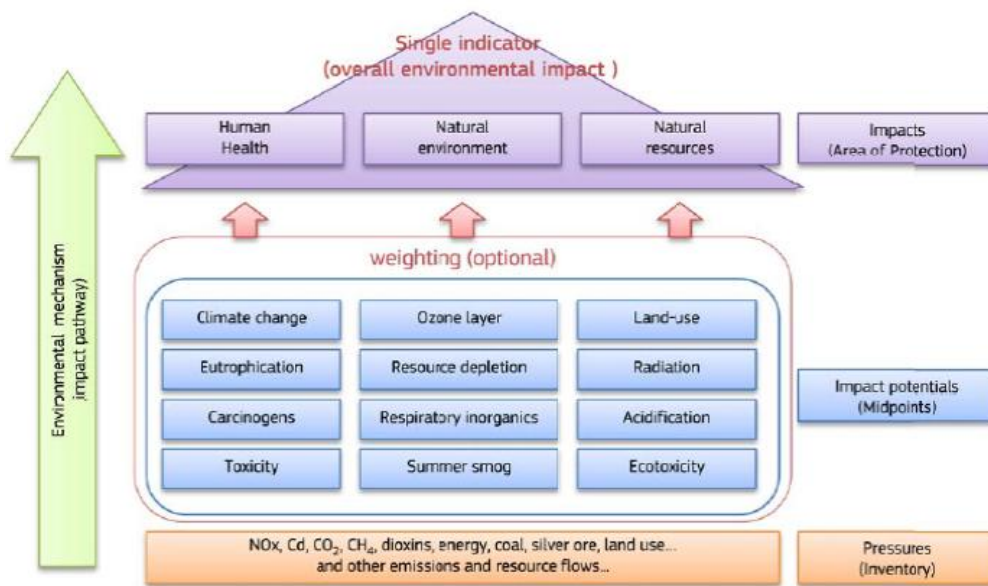 Single indicator
(overall environmental impact )
Human
Health
Natural
environment
Natural
resources
Impacts
(Area of Protection)
Environmental mechanism
impact pathway)
weighting (optional)
Climate change
Ozone layer
Land-use
Eutrophication
Resource depletion
Radiation
Impact potentials
(Midpoints)
Carcinogens
Respiratory inorganics
Acidification
Toxicity
Summer smog
Ecotoxicity
NOx, Cd, CO₂, CH₄, dioxins, energy, coal, silver ore, land use...
and other emissions and resource flows...
Pressures
(Inventory)